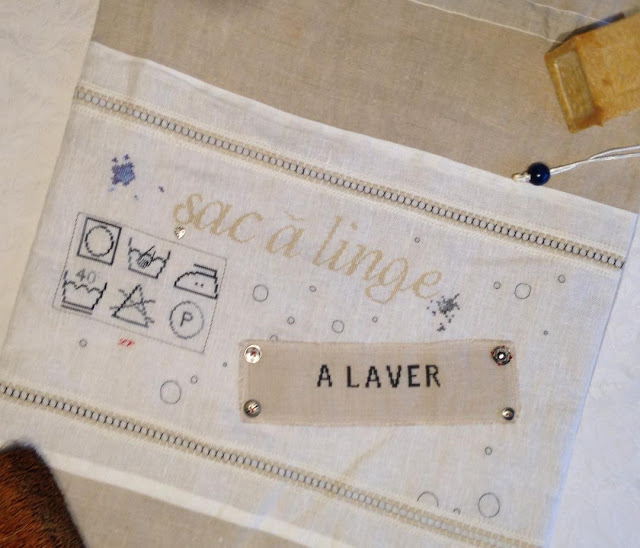 sac à linge
40
P
A LAVER